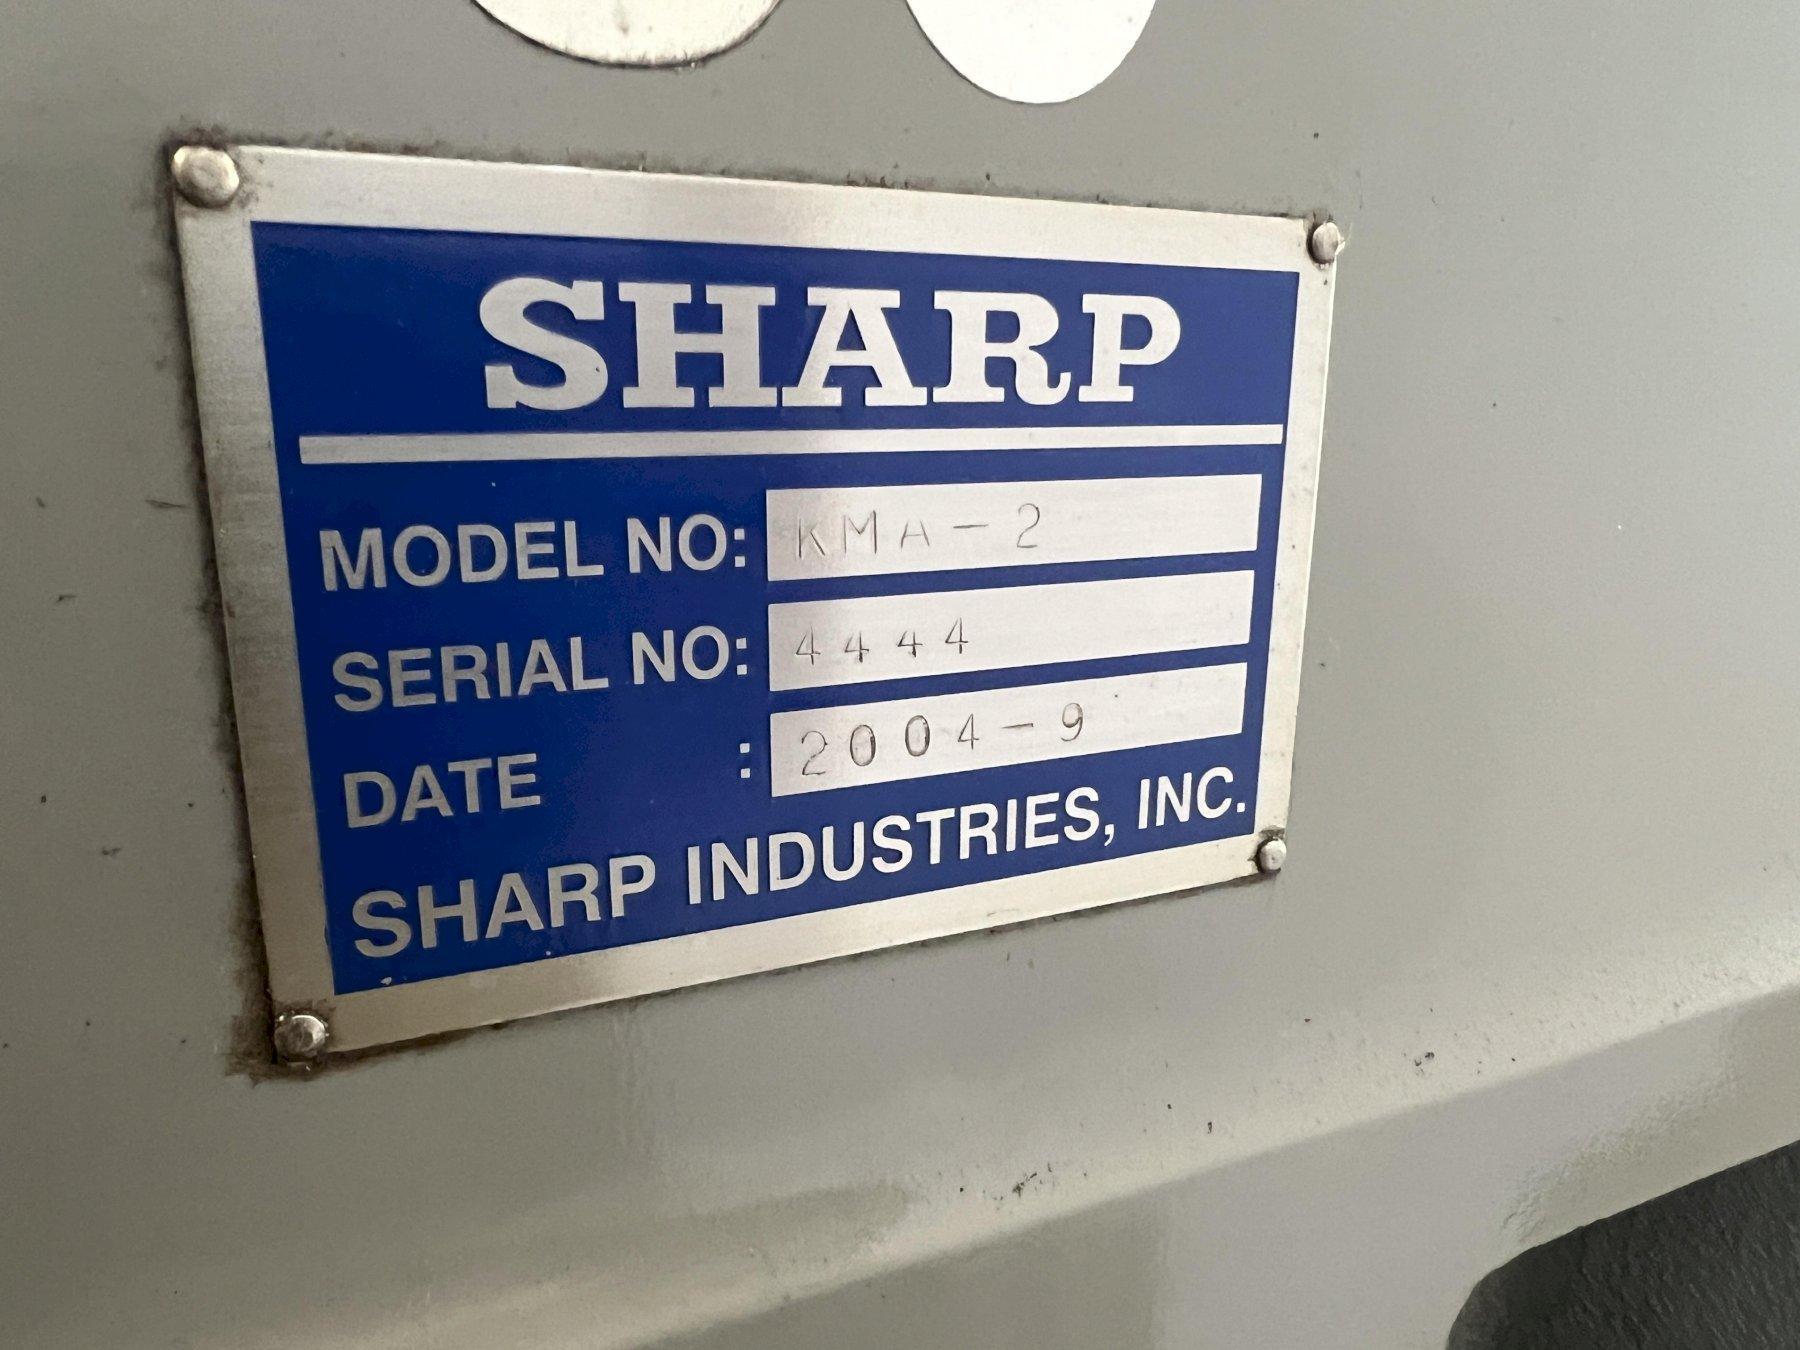 SHARP
MODEL NO: KMA-2
SERIAL NO: 4444
DATE : 2004-9
SHARP INDUSTRIES, INC.